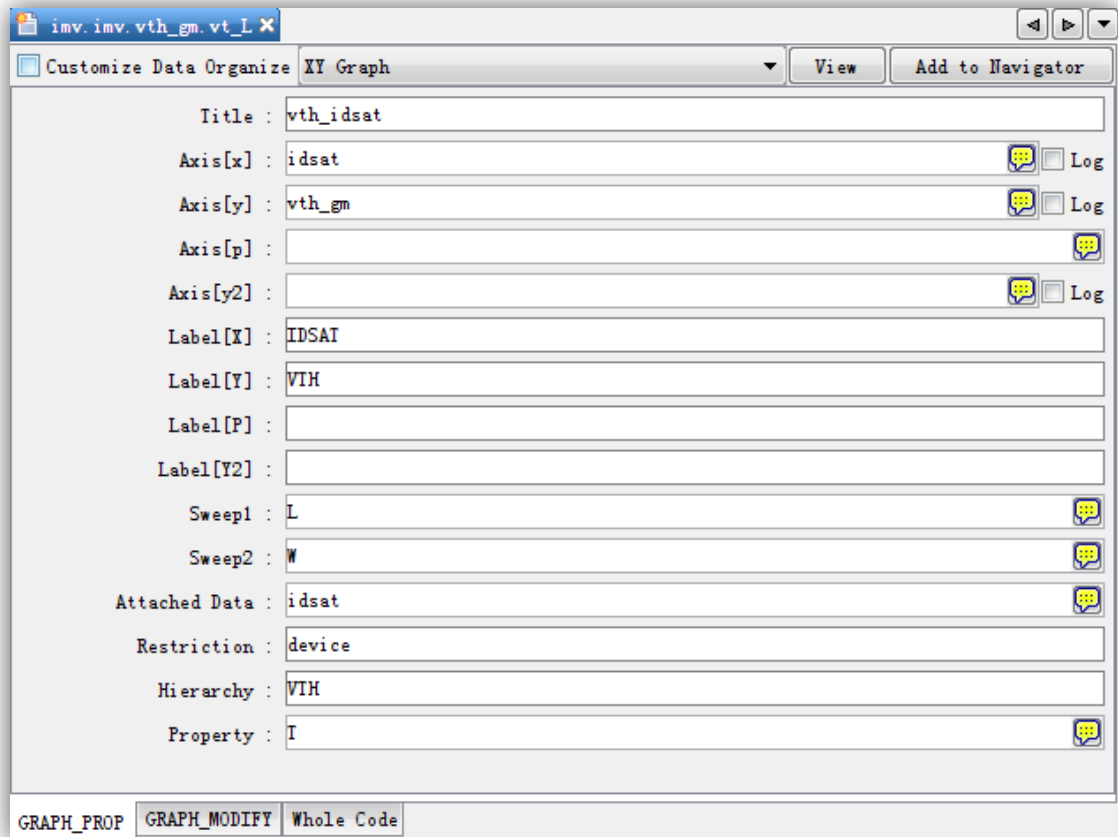 imv.imv.vth_gm.vt_L
Customize Data Organize XY Graph View Add to Navigator
Title : vth_idsat
Axis[x] : idsat Log
Axis[y] : vth_gm Log
Axis[p] :
Axis[y2] : Log
Label[X] : IDSAT
Label[Y] : VTH
Label[P] :
Label[Y2] :
Sweep1 : L
Sweep2 : W
Attached Data : idsat
Restriction : device
Hierarchy : VTH
Property : T
GRAPH_PROP GRAPH_MODIFY Whole Code